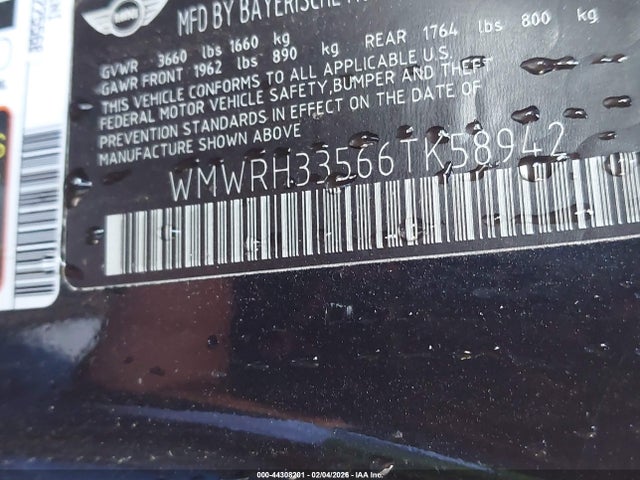 MINI
MFD BY BAYERISCHE
GVWR 3660 lbs 1660 kg
GAWR FRONT 1962 lbs 890 kg REAR 1764 lbs 800 kg
THIS VEHICLE CONFORMS TO ALL APPLICABLE U.S.
FEDERAL MOTOR VEHICLE SAFETY, BUMPER AND THEFT
PREVENTION STANDARDS IN EFFECT ON THE DATE OF
MANUFACTURE SHOWN ABOVE.
WMWRH33566TK58942
000-44308201 - 02/04/2026 - IAA Inc.